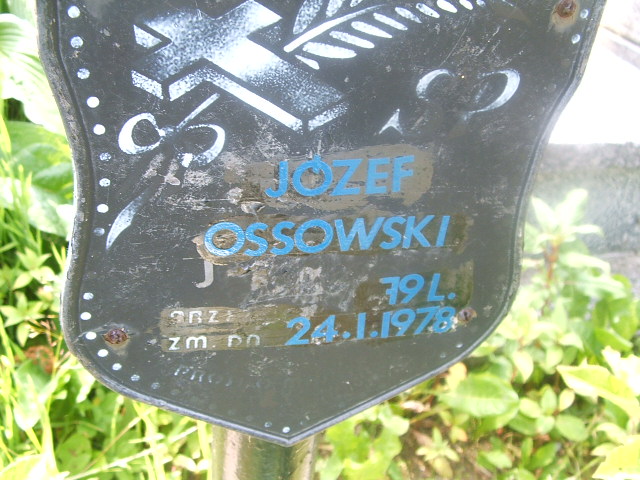 JÓZEF
OSSOWSKI
J
79 L.
zm. Dn 24.I.1978